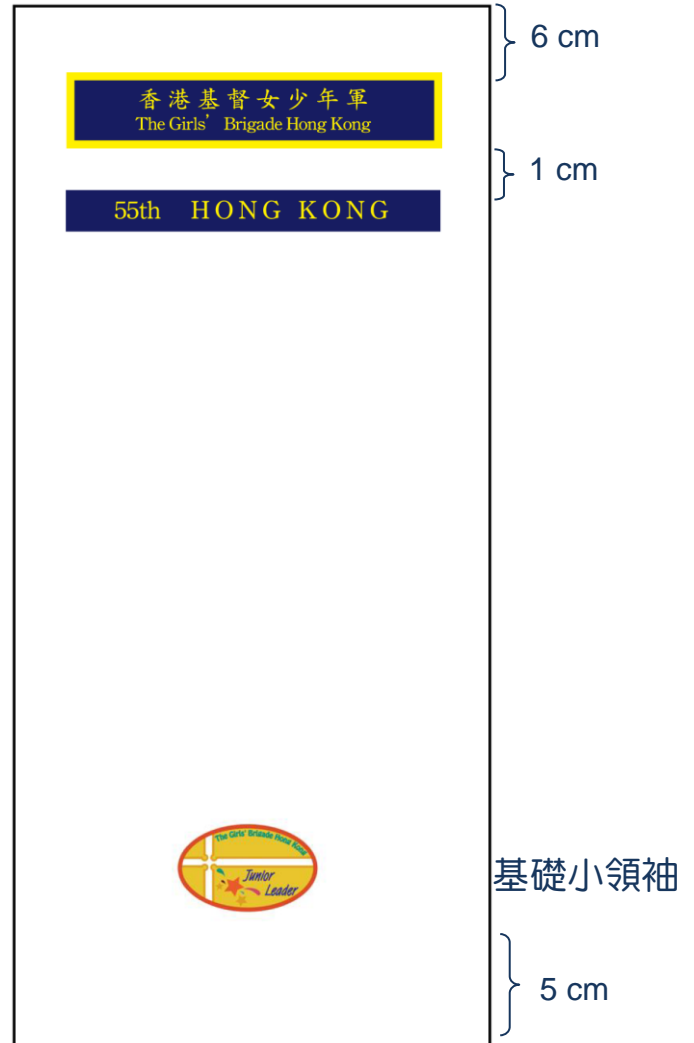 6 cm
香港基督女少年軍
The Girls’ Brigade Hong Kong
1 cm
55th HONG KONG
The Girls' Brigade Hong Kong
Junior
Leader
基礎小領袖
5 cm